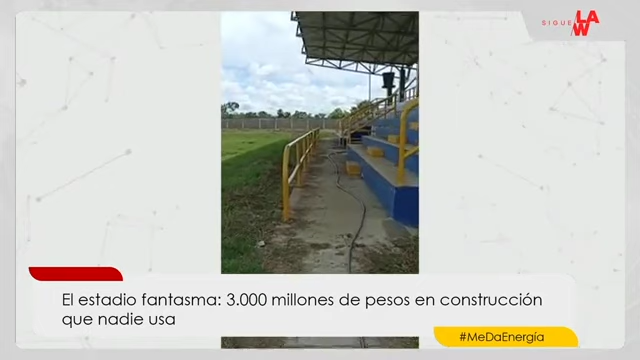 SIGUE LA W
El estadio fantasma: 3.000 millones de pesos en construcción
que nadie usa
#MeDaEnergía